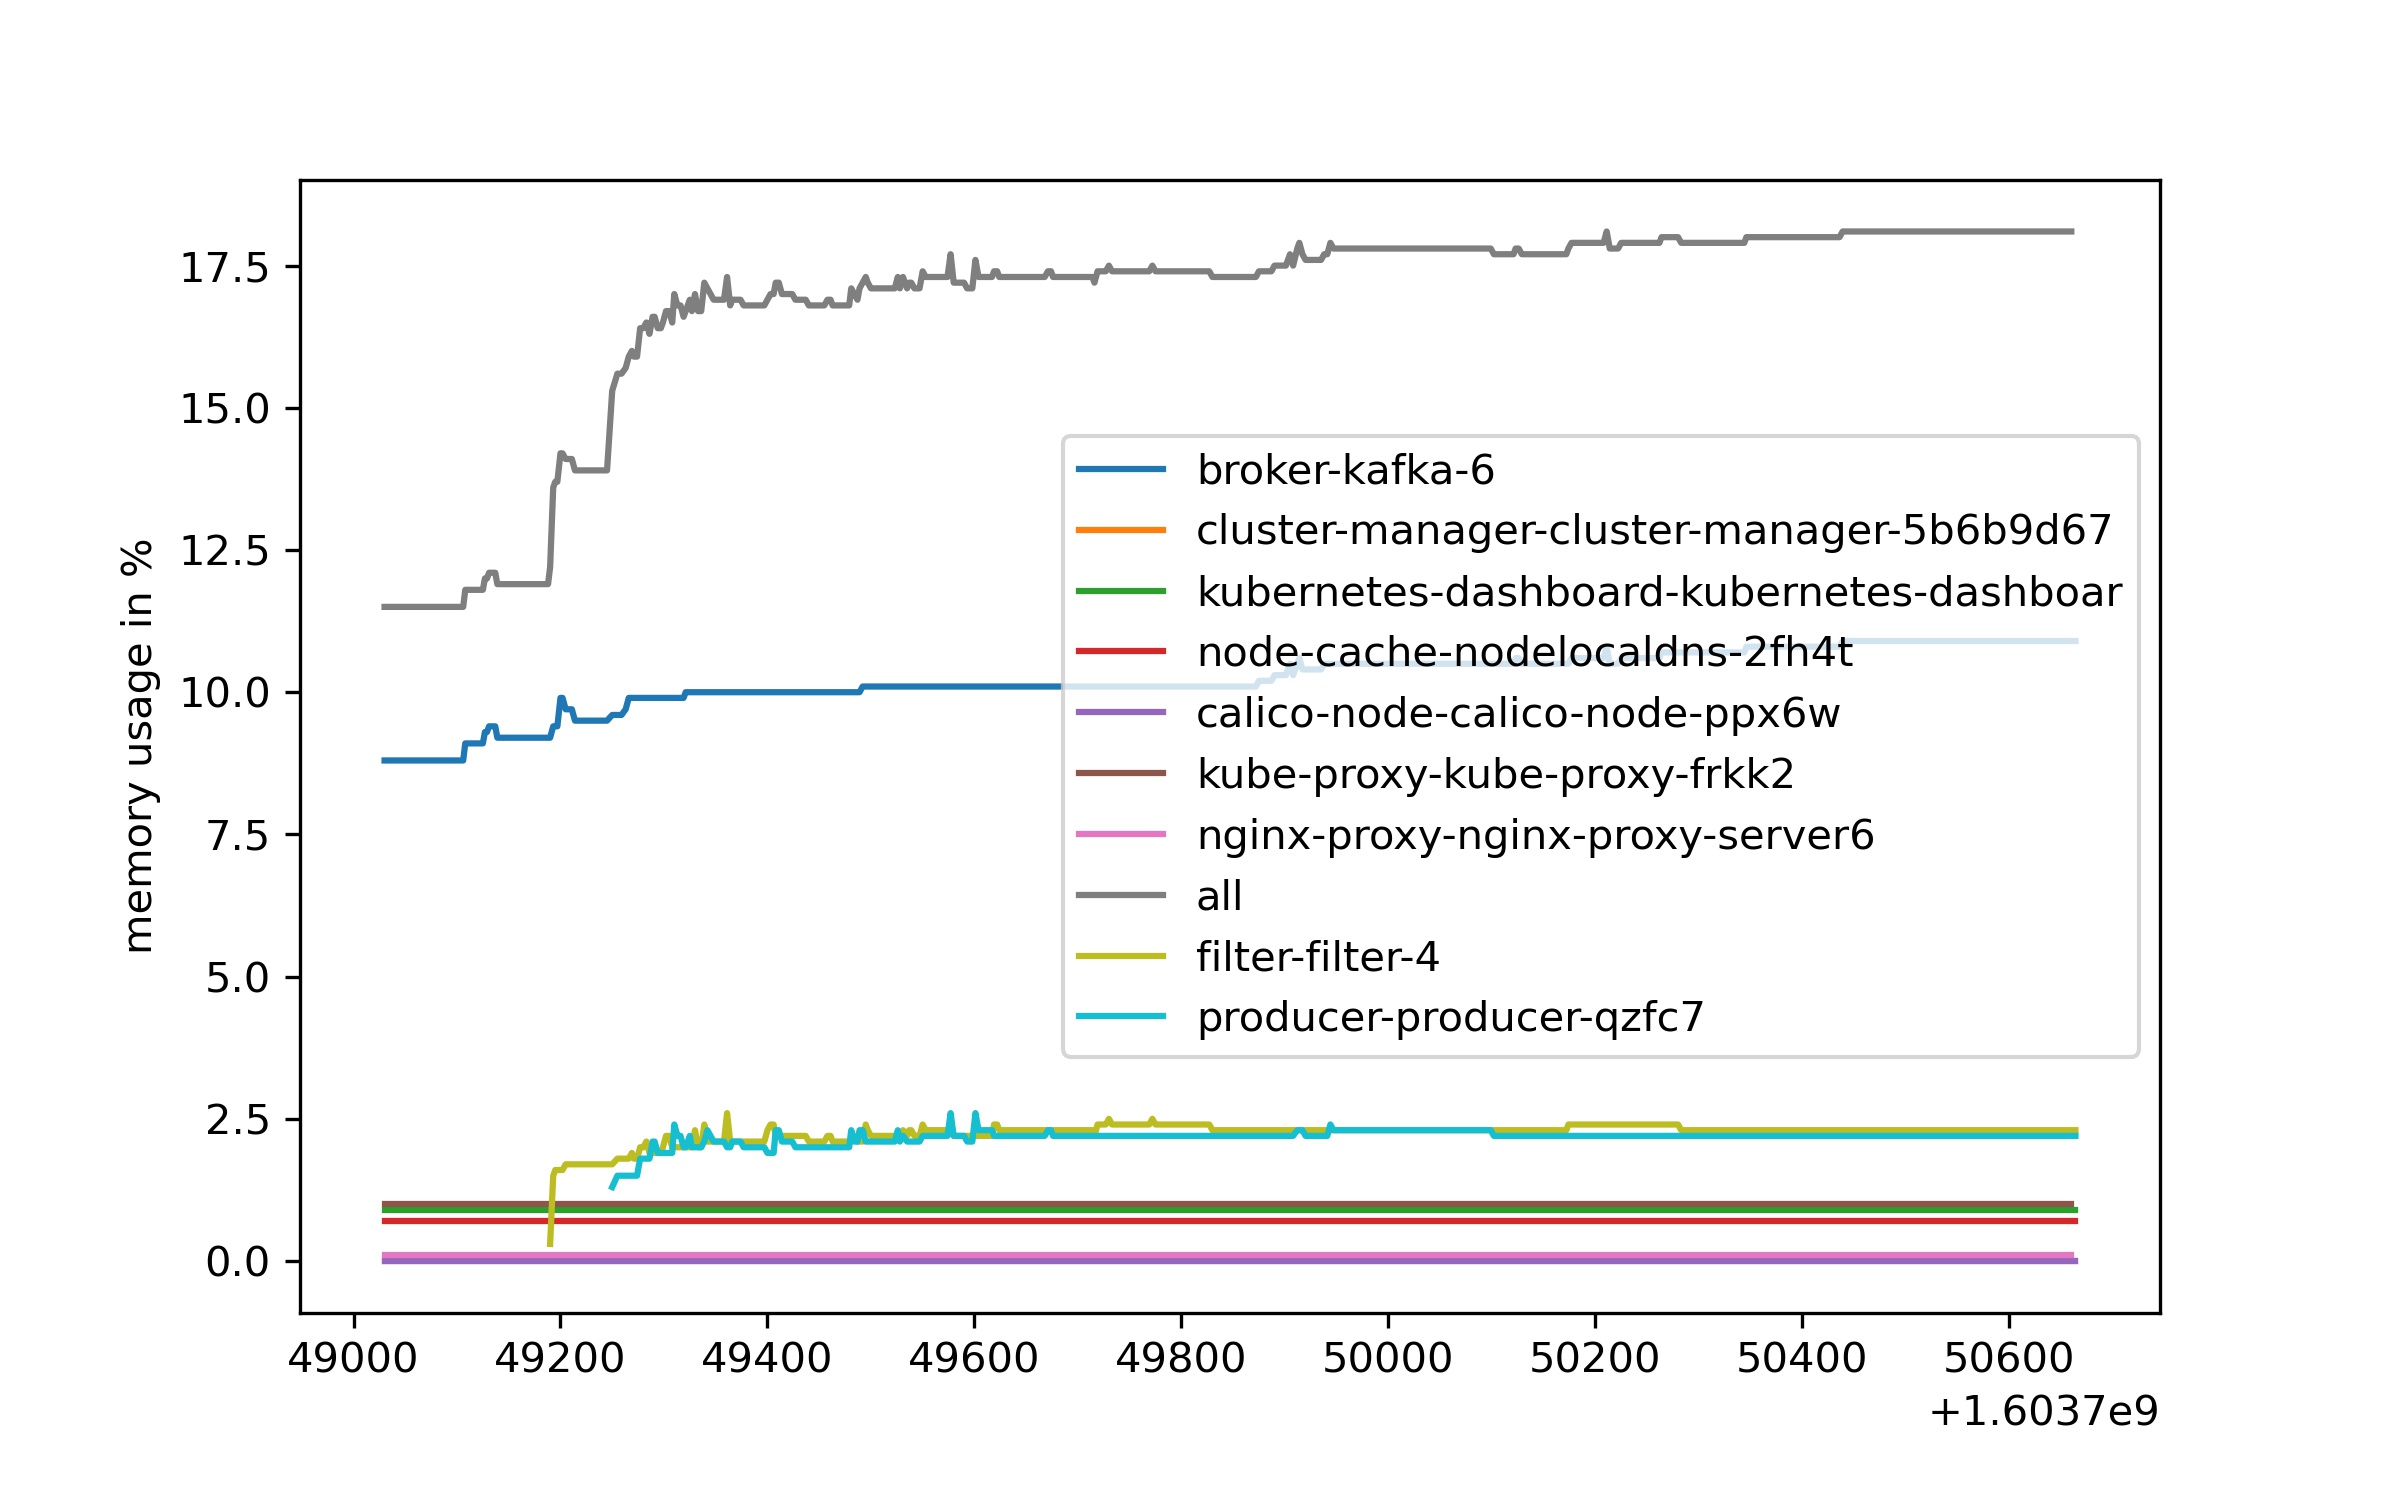 17.5
15.0
12.5
10.0
7.5
5.0
2.5
0.0
memory usage in %
broker-kafka-6
cluster-manager-cluster-manager-5b6b9d67
kubernetes-dashboard-kubernetes-dashboar
node-cache-nodelocaldns-2fh4t
calico-node-calico-node-ppx6w
kube-proxy-kube-proxy-frkk2
nginx-proxy-nginx-proxy-server6
all
filter-filter-4
producer-producer-qzfc7
49000 49200 49400 49600 49800 50000 50200 50400 50600
+1.6037e9